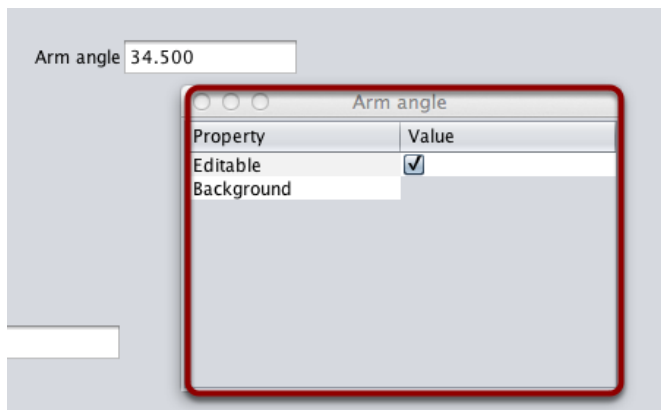 Arm angle 34.500
Arm angle
Property Value
Editable
Background